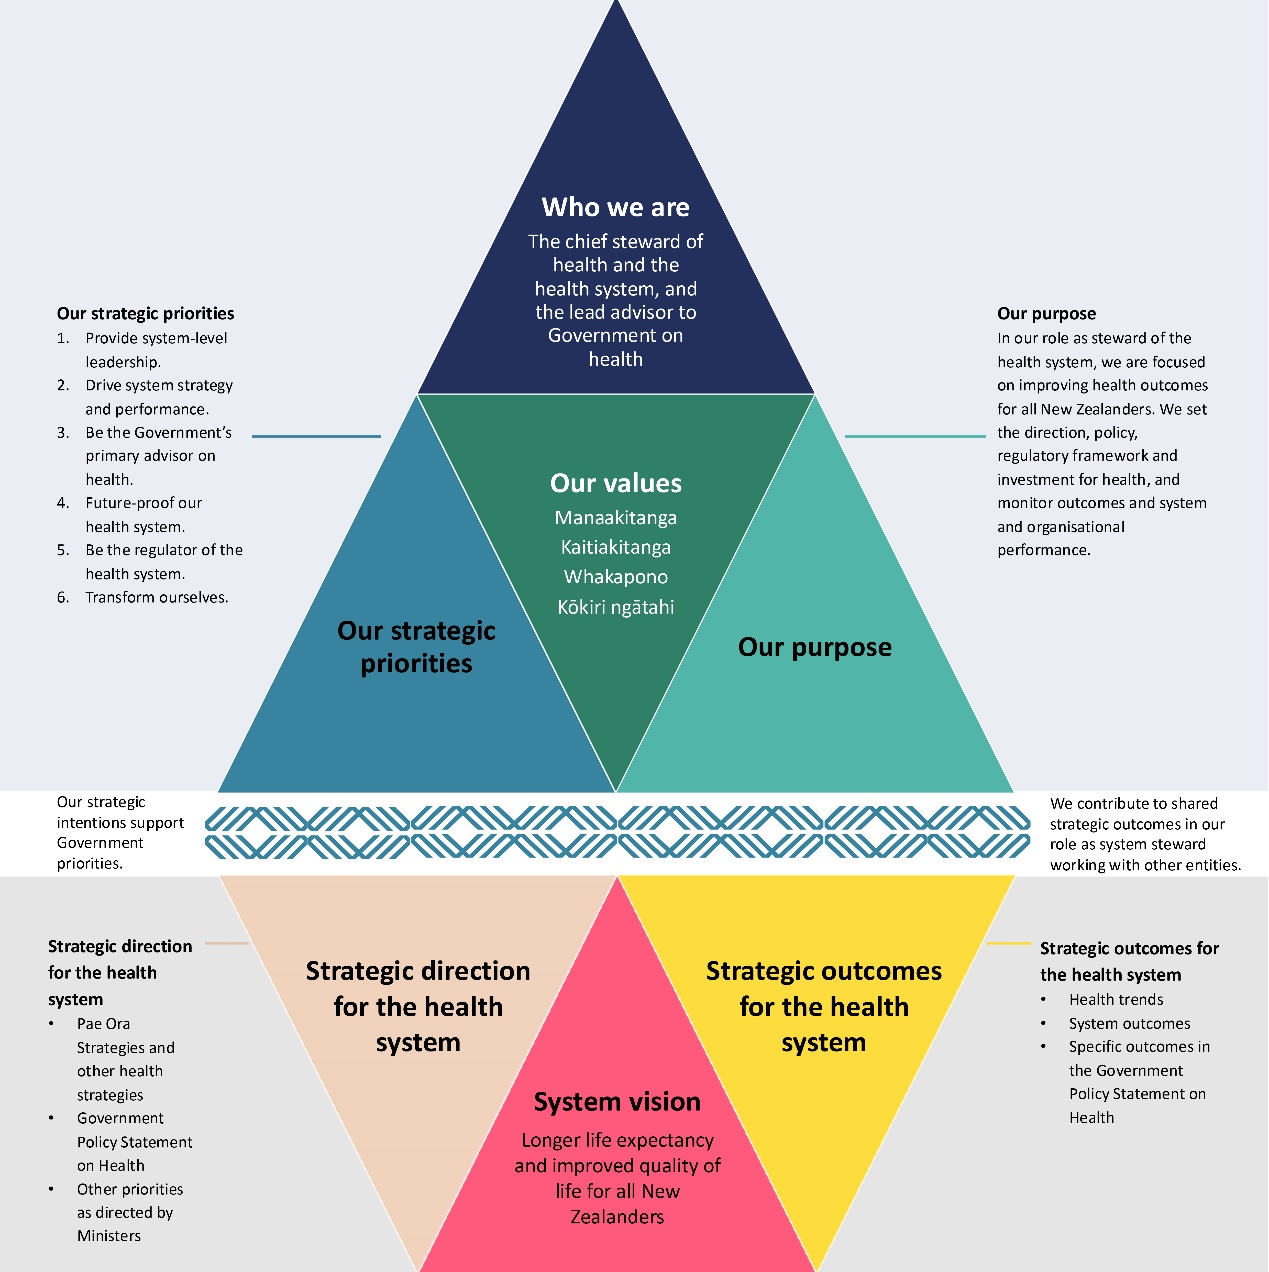 Who we are
The chief steward of
health and the
health system, and
the lead advisor to
Government on
health
Our strategic priorities
1. Provide system-level
leadership.
2. Drive system strategy
and performance.
3. Be the Government’s
primary advisor on
health.
4. Future-proof our
health system.
5. Be the regulator of the
health system.
6. Transform ourselves.
Our purpose
In our role as steward of the
health system, we are focused
on improving health outcomes
for all New Zealanders. We set
the direction, policy,
regulatory framework and
investment for health, and
monitor outcomes and system
and organisational
performance.
Our values
Manaakitanga
Kaitiakitanga
Whakapono
Kōkiri ngātahi
Our strategic
priorities
Our purpose
Our strategic
intentions support
Government
priorities.
We contribute to shared
strategic outcomes in our
role as system steward
working with other entities.
Strategic direction
for the health
system
• Pae Ora
Strategies and
other health
strategies
• Government
Policy Statement
on Health
• Other priorities
as directed by
Ministers
Strategic direction
for the health
system
Strategic outcomes
for the health
system
System vision
Longer life expectancy
and improved quality of
life for all New
Zealanders
Strategic outcomes for
the health system
• Health trends
• System outcomes
• Specific outcomes in
the Government
Policy Statement on
Health